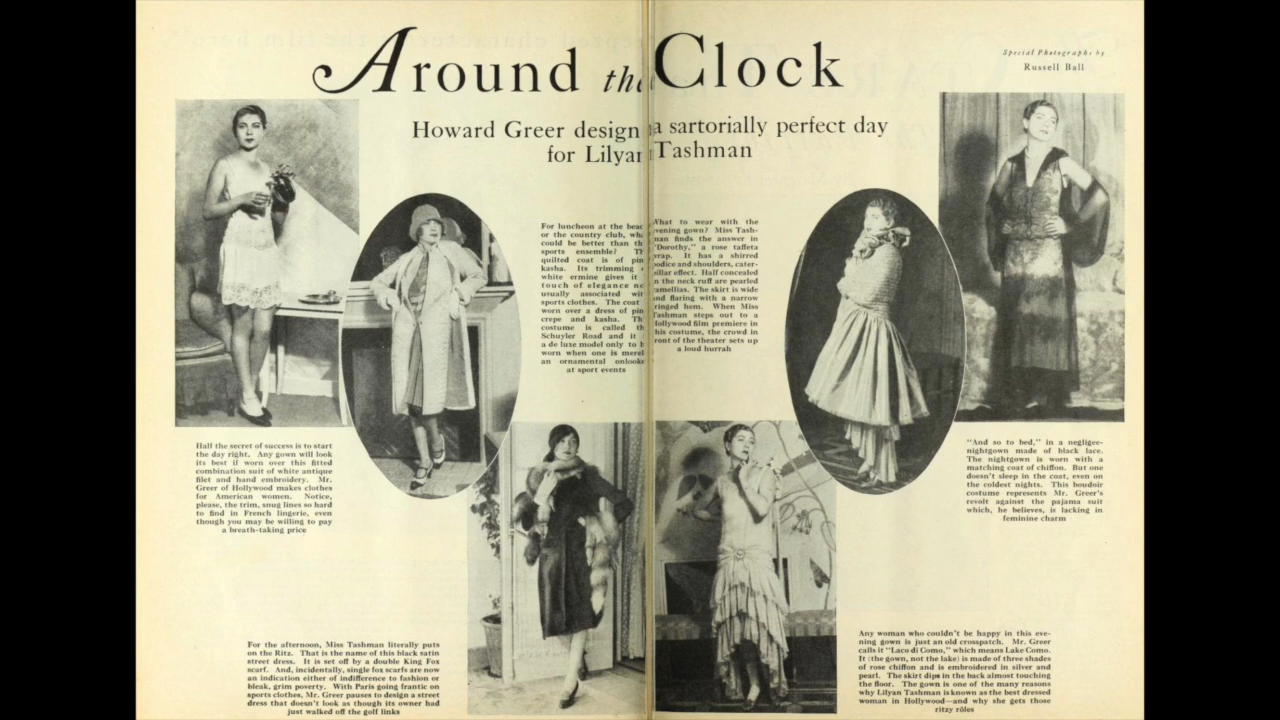 Around the Clock
Special Photographs by
Russell Ball
Howard Greer design a sartorially perfect day
for Lilyan Tashman
For luncheon at the beac
or the country club, wh
could be better than th
sports ensemble? Th
quilted coat is of pin
kasha. Its trimming
white ermine gives it
touch of elegance no
usually associated wit
sports clothes. The coat
worn over a dress of pin
crepe and kasha. Th
costume is called th
Schuyler Road and it
a de luxe model only to b
worn when one is merel
an ornamental onlooke
at sport events
What to wear with the
evening gown? Miss Tash-
man finds the answer in
"Dorothy," a rose taffeta
wrap. It has a shirred
bodice and shoulders, cater-
pillar effect. Half concealed
in the neck ruff are pearled
camellias. The skirt is wide
and flaring with a narrow
ringed hem. When Miss
Tashman steps out to a
Hollywood film premiere in
this costume, the crowd in
front of the theater sets up
a loud hurrah
Half the secret of success is to start
the day right. Any gown will look
its best if worn over this fitted
combination suit of white antique
filet and hand embroidery. Mr.
Greer of Hollywood makes clothes
for American women. Notice,
please, the trim, snug lines so hard
to find in French lingerie, even
though you may be willing to pay
a breath-taking price
"And so to bed," in a negligee-
nightgown made of black lace.
The nightgown is worn with a
matching coat of chiffon. But one
doesn't sleep in the coat, even on
the coldest nights. This boudoir
costume represents Mr. Greer's
revolt against the pajama suit
which, he believes, is lacking in
feminine charm
For the afternoon, Miss Tashman literally puts
on the Ritz. That is the name of this black satin
street dress. It is set off by a double King Fox
scarf. And, incidentally, single fox scarfs are now
an indication either of indifference to fashion or
bleak, grim poverty. With Paris going frantic on
sports clothes, Mr. Greer pauses to design a street
dress that doesn't look as though its owner had
just walked off the golf links
Any woman who couldn't be happy in this eve-
ning gown is just an old crosspatch. Mr. Greer
calls it "Laco di Como," which means Lake Como.
It (the gown, not the lake) is made of three shades
of rose chiffon and is embroidered in silver and
pearl. The skirt dips in the back almost touching
the floor. The gown is one of the many reasons
why Lilyan Tashman is known as the best dressed
woman in Hollywood—and why she gets those
ritzy rôles